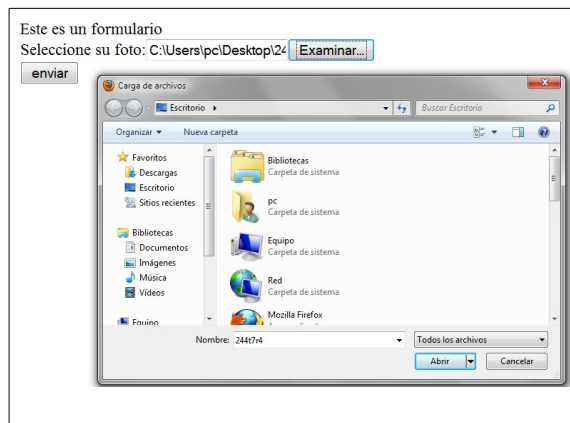 Este es un formulario
Seleccione su foto: C:\Users\pc\Desktop\24 Examinar...
enviar
Carga de archivos
Escritorio
Buscar Escritorio
Organizar Nueva carpeta
Favoritos
Descargas
Escritorio
Sitios recientes
Bibliotecas
Documentos
Imágenes
Música
Vídeos
Equipo
Bibliotecas
Carpeta de sistema
pc
Carpeta de sistema
Equipo
Carpeta de sistema
Red
Carpeta de sistema
Mozilla Firefox
Nombre: 244t7r4
Todos los archivos
Abrir Cancelar